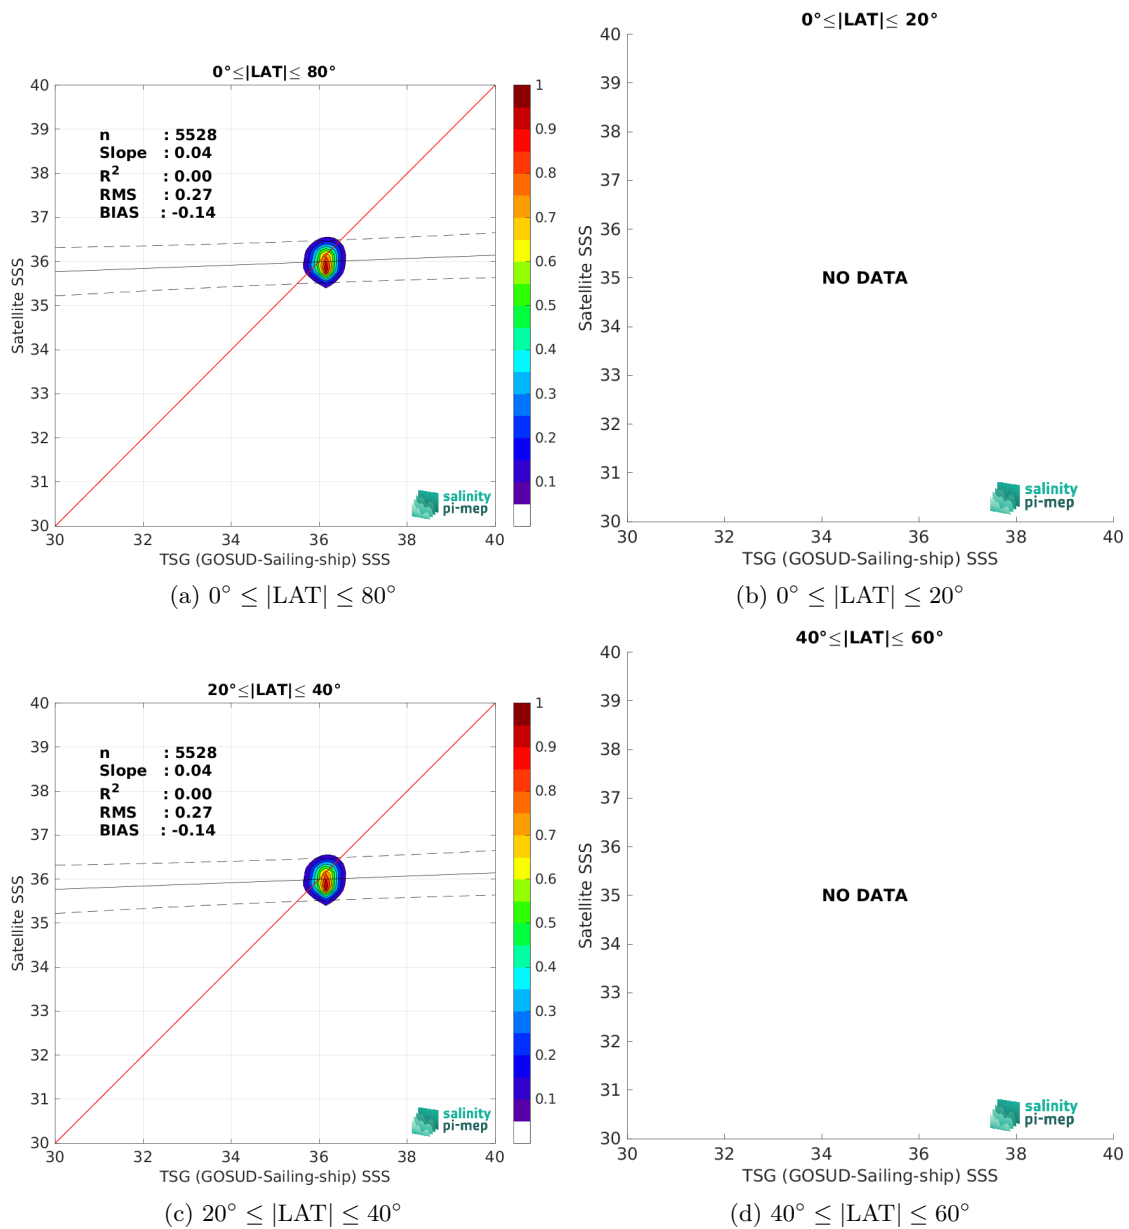 0°≤|LAT|≤ 80°
40
39
38
37
36
35
34
33
32
31
30
Satellite SSS
n : 5528
Slope : 0.04
R² : 0.00
RMS : 0.27
BIAS : -0.14
1
0.9
0.8
0.7
0.6
0.5
0.4
0.3
0.2
0.1
salinity
pi-mep
30 32 34 36 38 40
TSG (GOSUD-Sailing-ship) SSS
(a) 0° ≤ |LAT| ≤ 80°
0°≤|LAT|≤ 20°
40
39
38
37
36
35
34
33
32
31
30
Satellite SSS
NO DATA
salinity
pi-mep
30 32 34 36 38 40
TSG (GOSUD-Sailing-ship) SSS
(b) 0° ≤ |LAT| ≤ 20°
20°≤|LAT|≤ 40°
40
39
38
37
36
35
34
33
32
31
30
Satellite SSS
n : 5528
Slope : 0.04
R² : 0.00
RMS : 0.27
BIAS : -0.14
1
0.9
0.8
0.7
0.6
0.5
0.4
0.3
0.2
0.1
salinity
pi-mep
30 32 34 36 38 40
TSG (GOSUD-Sailing-ship) SSS
(c) 20° ≤ |LAT| ≤ 40°
40°≤|LAT|≤ 60°
40
39
38
37
36
35
34
33
32
31
30
Satellite SSS
NO DATA
salinity
pi-mep
30 32 34 36 38 40
TSG (GOSUD-Sailing-ship) SSS
(d) 40° ≤ |LAT| ≤ 60°